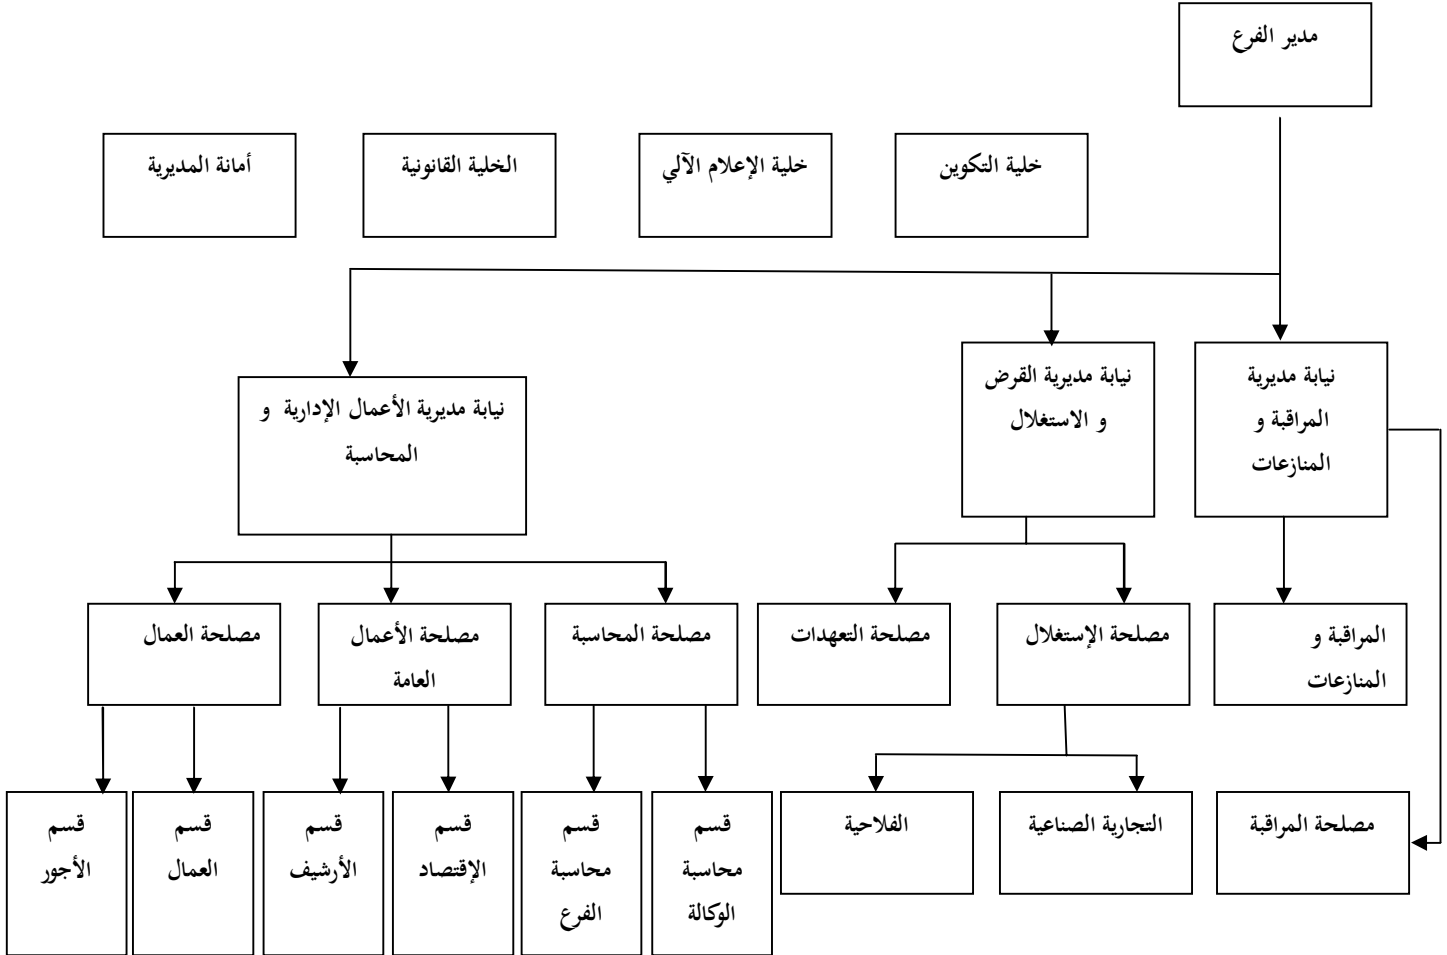 مدير الفرع
خلية التكوين
خلية الإعلام الآلي
الخلية القانونية
أمانة المديرية
نيابة مديرية
المراقبة و
المنازعات
نيابة مديرية القرض
و الاستغلال
نيابة مديرية الأعمال الإدارية و
المحاسبة
المراقبة و
المنازعات
مصلحة الإستغلال
مصلحة التعهدات
مصلحة المحاسبة
مصلحة الأعمال
العامة
مصلحة العمال
مصلحة المراقبة
التجارية الصناعية
الفلاحية
قسم
محاسبة
الوكالة
قسم
محاسبة
الفرع
قسم
الإقتصاد
قسم
الأرشيف
قسم
العمال
قسم
الأجور